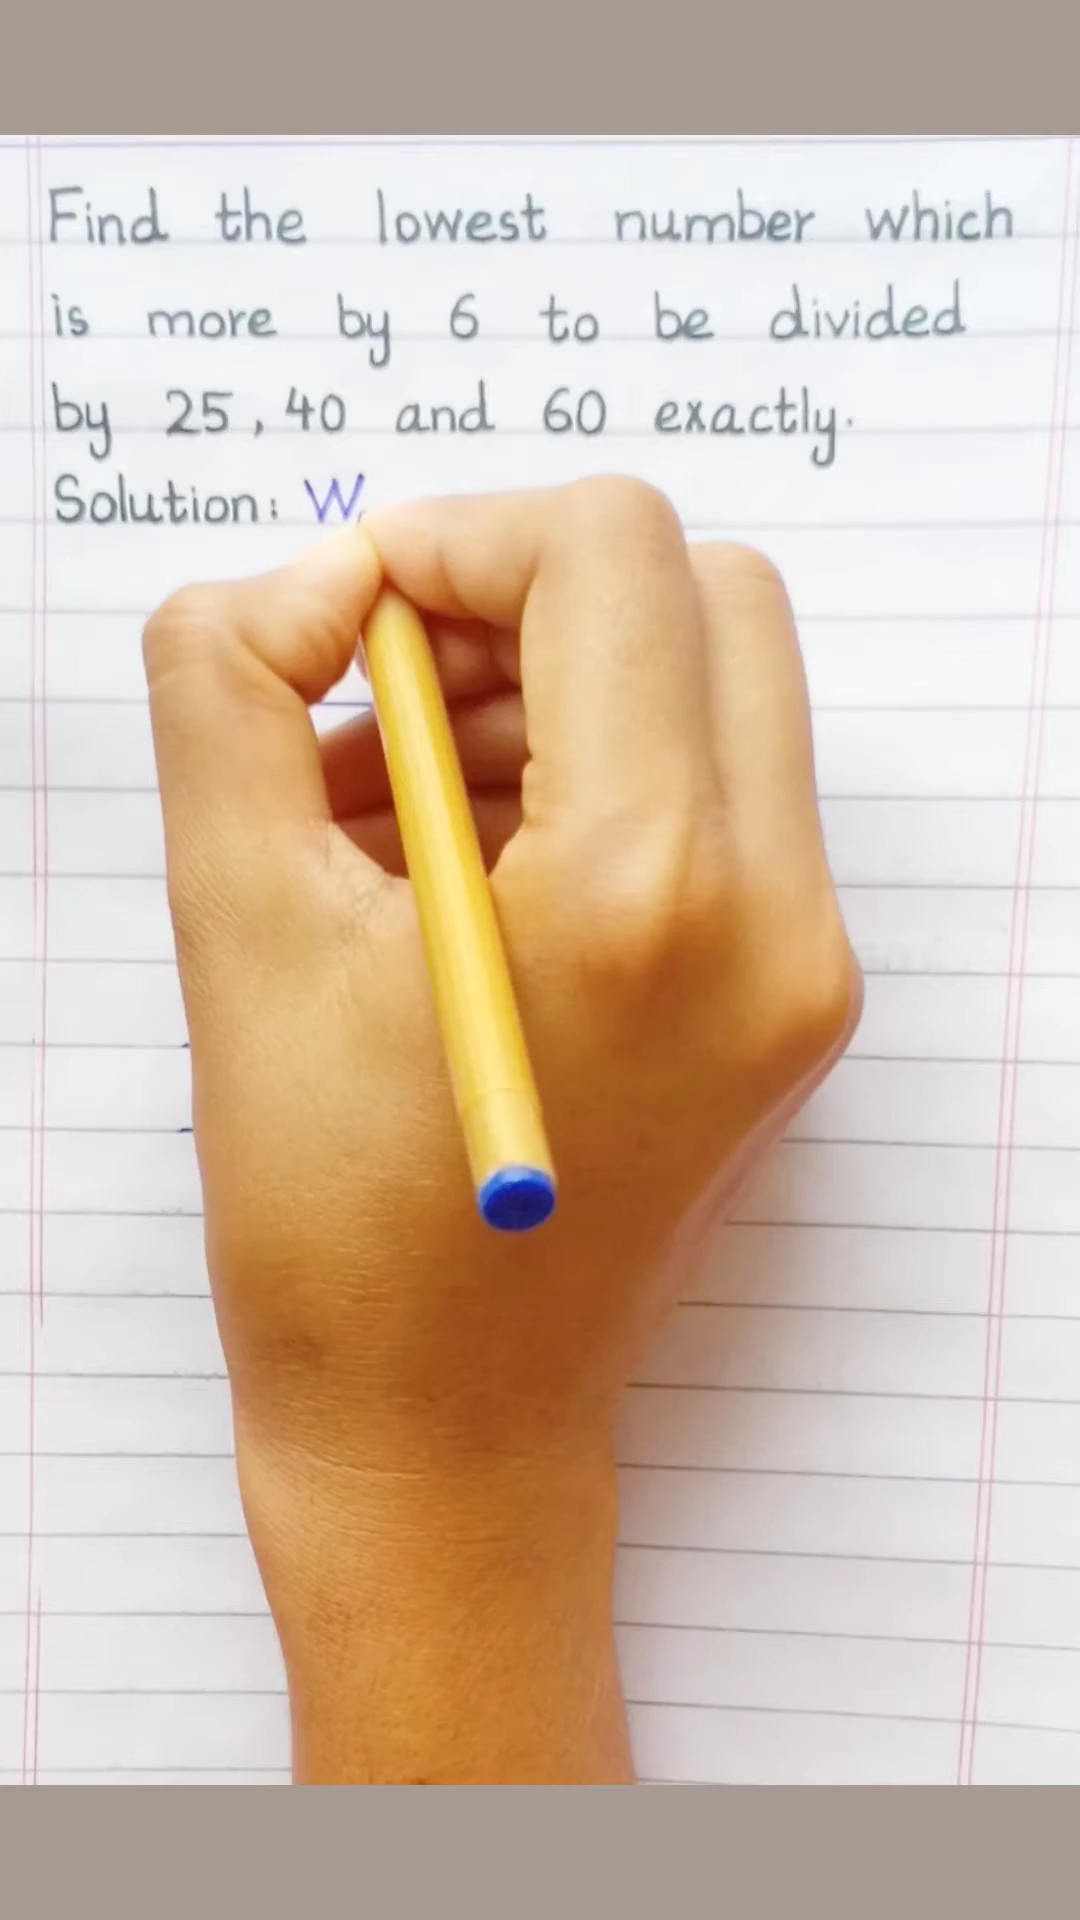 Find the lowest number which
is more by 6 to be divided
by 25, 40 and 60 exactly.
Solution: W